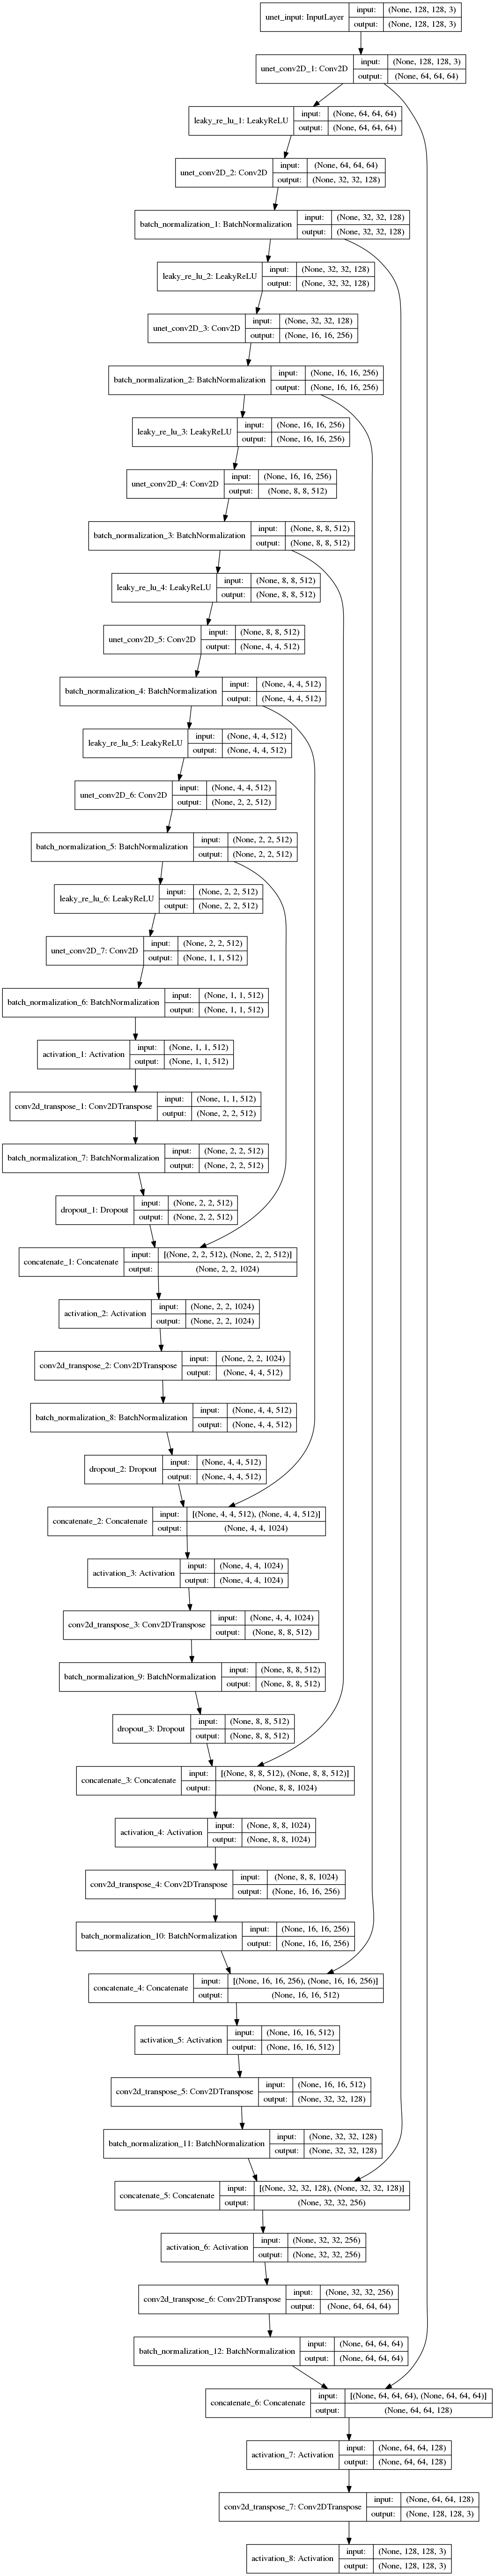 unet_input: InputLayer
input: (None, 128, 128, 3)
output: (None, 128, 128, 3)
unet_conv2D_1: Conv2D
input: (None, 128, 128, 3)
output: (None, 64, 64, 64)
leaky_re_lu_1: LeakyReLU
input: (None, 64, 64, 64)
output: (None, 64, 64, 64)
unet_conv2D_2: Conv2D
input: (None, 64, 64, 64)
output: (None, 32, 32, 128)
batch_normalization_1: BatchNormalization
input: (None, 32, 32, 128)
output: (None, 32, 32, 128)
leaky_re_lu_2: LeakyReLU
input: (None, 32, 32, 128)
output: (None, 32, 32, 128)
unet_conv2D_3: Conv2D
input: (None, 32, 32, 128)
output: (None, 16, 16, 256)
batch_normalization_2: BatchNormalization
input: (None, 16, 16, 256)
output: (None, 16, 16, 256)
leaky_re_lu_3: LeakyReLU
input: (None, 16, 16, 256)
output: (None, 16, 16, 256)
unet_conv2D_4: Conv2D
input: (None, 16, 16, 256)
output: (None, 8, 8, 512)
batch_normalization_3: BatchNormalization
input: (None, 8, 8, 512)
output: (None, 8, 8, 512)
leaky_re_lu_4: LeakyReLU
input: (None, 8, 8, 512)
output: (None, 8, 8, 512)
unet_conv2D_5: Conv2D
input: (None, 8, 8, 512)
output: (None, 4, 4, 512)
batch_normalization_4: BatchNormalization
input: (None, 4, 4, 512)
output: (None, 4, 4, 512)
leaky_re_lu_5: LeakyReLU
input: (None, 4, 4, 512)
output: (None, 4, 4, 512)
unet_conv2D_6: Conv2D
input: (None, 4, 4, 512)
output: (None, 2, 2, 512)
batch_normalization_5: BatchNormalization
input: (None, 2, 2, 512)
output: (None, 2, 2, 512)
leaky_re_lu_6: LeakyReLU
input: (None, 2, 2, 512)
output: (None, 2, 2, 512)
unet_conv2D_7: Conv2D
input: (None, 2, 2, 512)
output: (None, 1, 1, 512)
batch_normalization_6: BatchNormalization
input: (None, 1, 1, 512)
output: (None, 1, 1, 512)
activation_1: Activation
input: (None, 1, 1, 512)
output: (None, 1, 1, 512)
conv2d_transpose_1: Conv2DTranspose
input: (None, 1, 1, 512)
output: (None, 2, 2, 512)
batch_normalization_7: BatchNormalization
input: (None, 2, 2, 512)
output: (None, 2, 2, 512)
dropout_1: Dropout
input: (None, 2, 2, 512)
output: (None, 2, 2, 512)
concatenate_1: Concatenate
input: [(None, 2, 2, 512), (None, 2, 2, 512)]
output: (None, 2, 2, 1024)
activation_2: Activation
input: (None, 2, 2, 1024)
output: (None, 2, 2, 1024)
conv2d_transpose_2: Conv2DTranspose
input: (None, 2, 2, 1024)
output: (None, 4, 4, 512)
batch_normalization_8: BatchNormalization
input: (None, 4, 4, 512)
output: (None, 4, 4, 512)
dropout_2: Dropout
input: (None, 4, 4, 512)
output: (None, 4, 4, 512)
concatenate_2: Concatenate
input: [(None, 4, 4, 512), (None, 4, 4, 512)]
output: (None, 4, 4, 1024)
activation_3: Activation
input: (None, 4, 4, 1024)
output: (None, 4, 4, 1024)
conv2d_transpose_3: Conv2DTranspose
input: (None, 4, 4, 1024)
output: (None, 8, 8, 512)
batch_normalization_9: BatchNormalization
input: (None, 8, 8, 512)
output: (None, 8, 8, 512)
dropout_3: Dropout
input: (None, 8, 8, 512)
output: (None, 8, 8, 512)
concatenate_3: Concatenate
input: [(None, 8, 8, 512), (None, 8, 8, 512)]
output: (None, 8, 8, 1024)
activation_4: Activation
input: (None, 8, 8, 1024)
output: (None, 8, 8, 1024)
conv2d_transpose_4: Conv2DTranspose
input: (None, 8, 8, 1024)
output: (None, 16, 16, 256)
batch_normalization_10: BatchNormalization
input: (None, 16, 16, 256)
output: (None, 16, 16, 256)
concatenate_4: Concatenate
input: [(None, 16, 16, 256), (None, 16, 16, 256)]
output: (None, 16, 16, 512)
activation_5: Activation
input: (None, 16, 16, 512)
output: (None, 16, 16, 512)
conv2d_transpose_5: Conv2DTranspose
input: (None, 16, 16, 512)
output: (None, 32, 32, 128)
batch_normalization_11: BatchNormalization
input: (None, 32, 32, 128)
output: (None, 32, 32, 128)
concatenate_5: Concatenate
input: [(None, 32, 32, 128), (None, 32, 32, 128)]
output: (None, 32, 32, 256)
activation_6: Activation
input: (None, 32, 32, 256)
output: (None, 32, 32, 256)
conv2d_transpose_6: Conv2DTranspose
input: (None, 32, 32, 256)
output: (None, 64, 64, 64)
batch_normalization_12: BatchNormalization
input: (None, 64, 64, 64)
output: (None, 64, 64, 64)
concatenate_6: Concatenate
input: [(None, 64, 64, 64), (None, 64, 64, 64)]
output: (None, 64, 64, 128)
activation_7: Activation
input: (None, 64, 64, 128)
output: (None, 64, 64, 128)
conv2d_transpose_7: Conv2DTranspose
input: (None, 64, 64, 128)
output: (None, 128, 128, 3)
activation_8: Activation
input: (None, 128, 128, 3)
output: (None, 128, 128, 3)